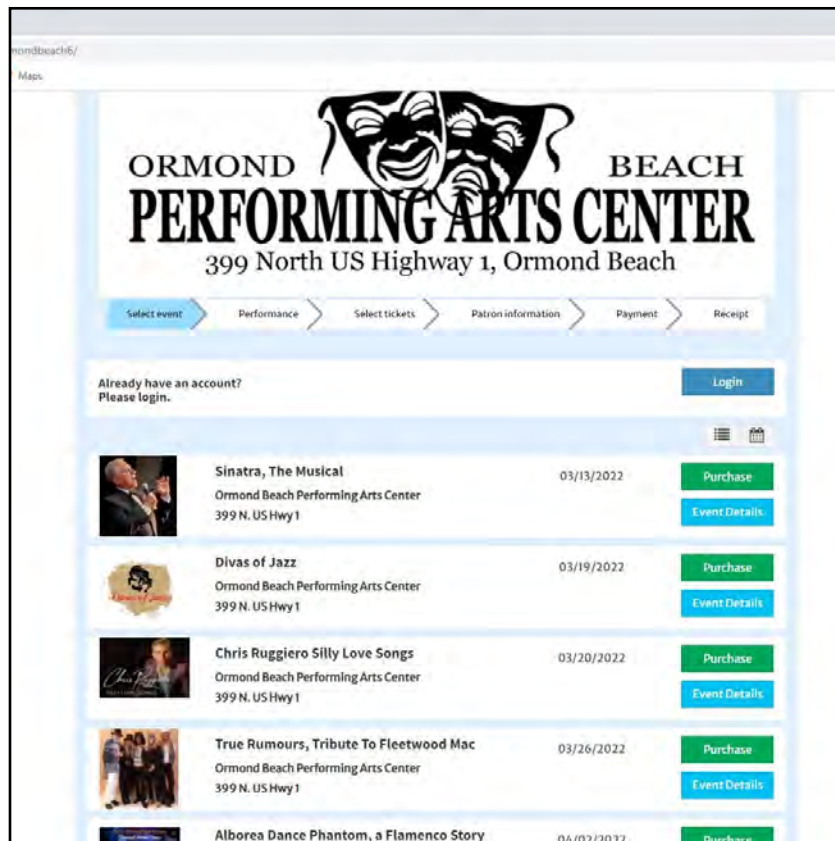 mondbeach6/
Maps
ORMOND BEACH
PERFORMING ARTS CENTER
399 North US Highway 1, Ormond Beach
Select event Performance Select tickets Patron information Payment Receipt
Already have an account?
Please login.
Login
Sinatra, The Musical
Ormond Beach Performing Arts Center
399 N. US Hwy 1
03/13/2022
Purchase
Event Details
Divas of Jazz
Ormond Beach Performing Arts Center
399 N. US Hwy 1
03/19/2022
Purchase
Event Details
Chris Ruggiero Silly Love Songs
Ormond Beach Performing Arts Center
399 N. US Hwy 1
03/20/2022
Purchase
Event Details
True Rumours, Tribute To Fleetwood Mac
Ormond Beach Performing Arts Center
399 N. US Hwy 1
03/26/2022
Purchase
Event Details
Alborea Dance Phantom, a Flamenco Story
04/02/2022
Purchase